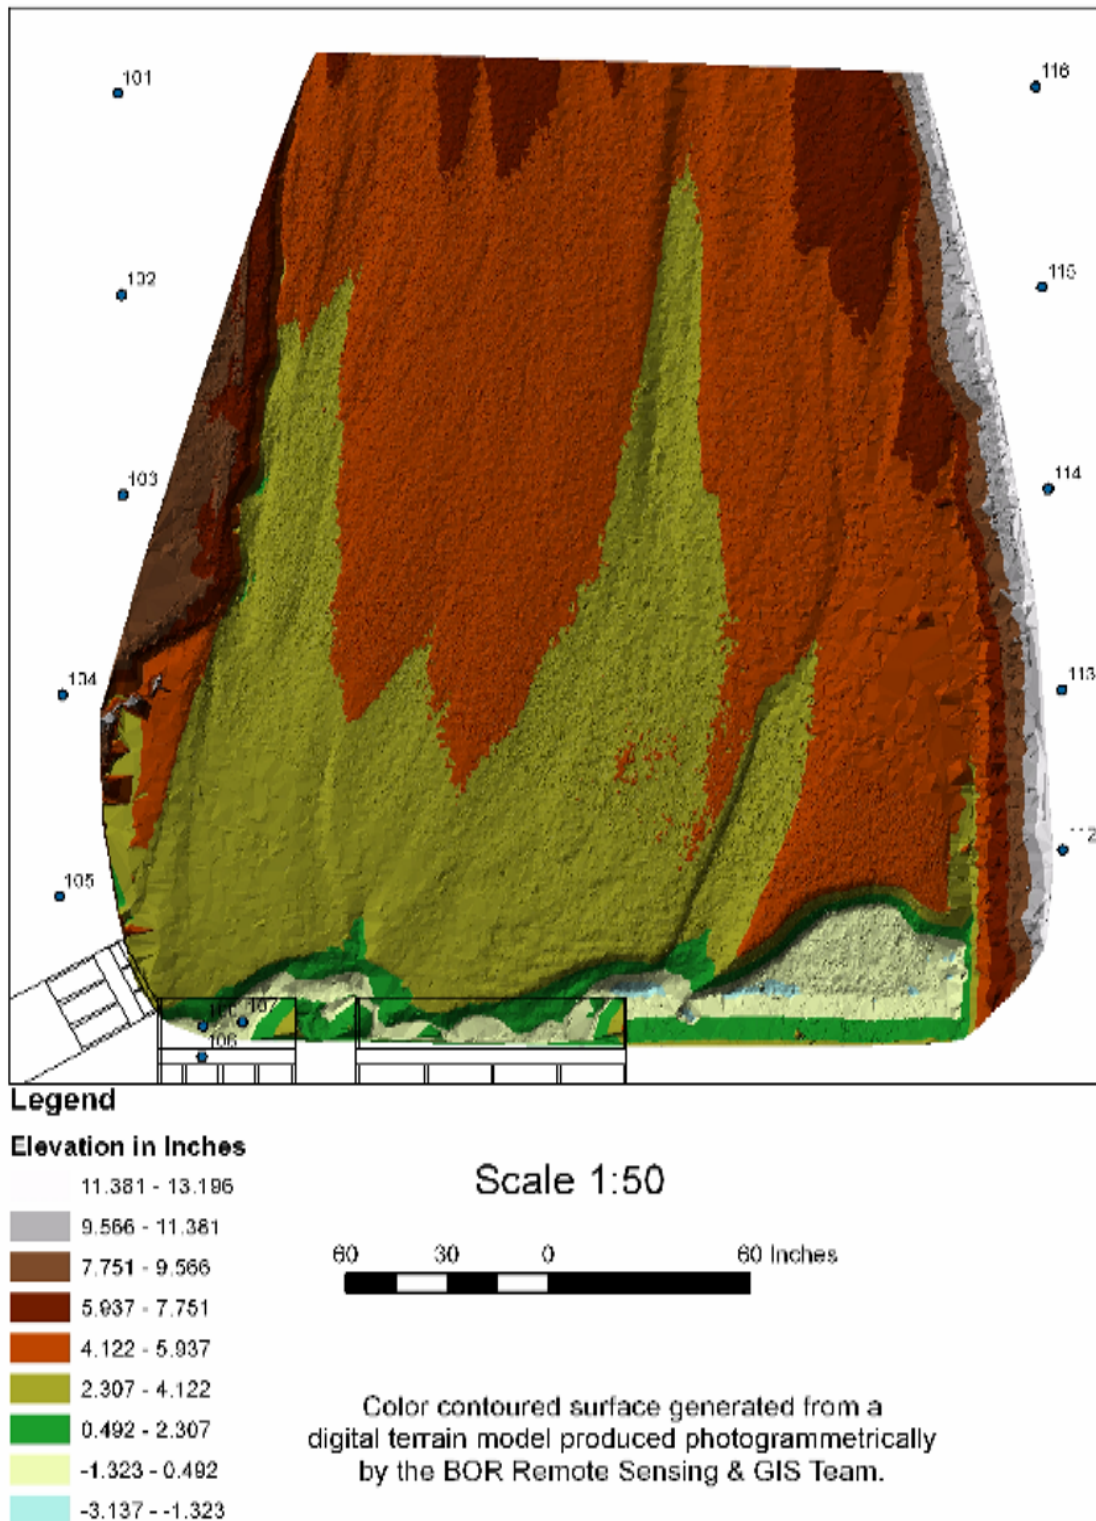 101
116
102
115
103
114
104
113
112
105
107
106
Legend
Elevation in Inches
11.381 - 13.196
9.566 - 11.381
7.751 - 9.566
5.937 - 7.751
4.122 - 5.937
2.307 - 4.122
0.492 - 2.307
-1.323 - 0.492
-3.137 - -1.323
Scale 1:50
60 30 0 60 Inches
Color contoured surface generated from a
digital terrain model produced photogrammetrically
by the BOR Remote Sensing & GIS Team.